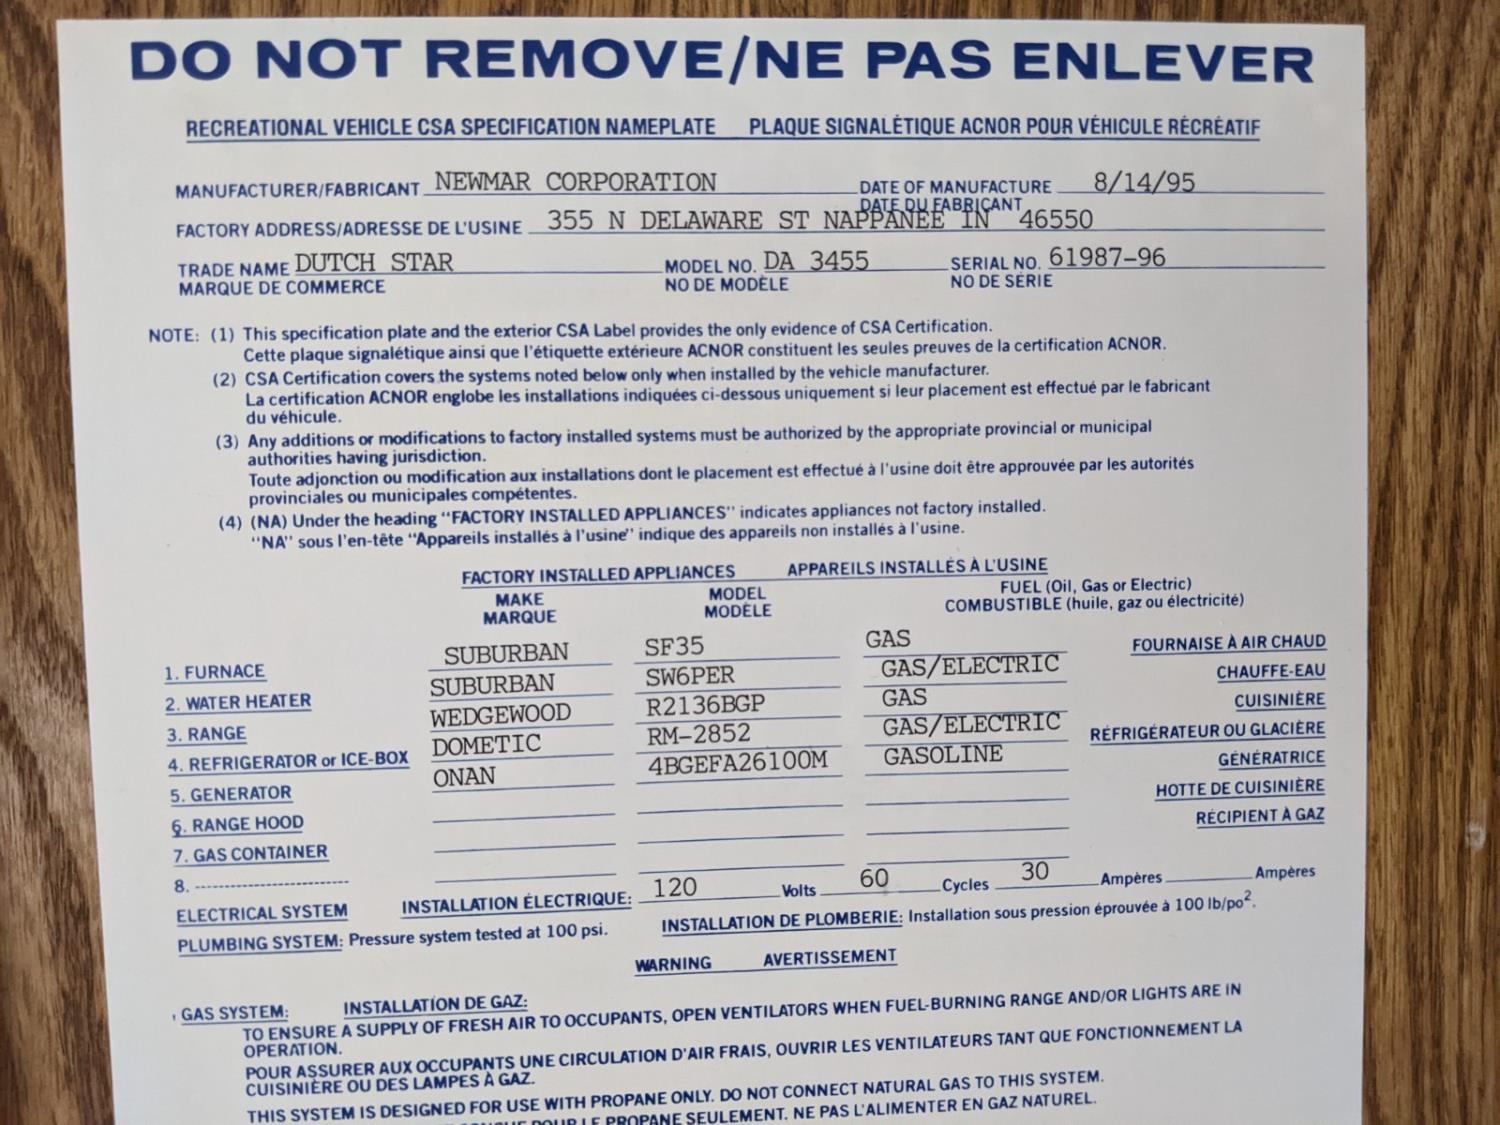 DO NOT REMOVE/NE PAS ENLEVER
RECREATIONAL VEHICLE CSA SPECIFICATION NAMEPLATE PLAQUE SIGNALÉTIQUE ACNOR POUR VÉHICULE RÉCRÉATIF
MANUFACTURER/FABRICANT NEWMAR CORPORATION DATE OF MANUFACTURE 8/14/95
DATE DU FABRICANT
FACTORY ADDRESS/ADRESSE DE L'USINE 355 N DELAWARE ST NAPPANEE IN 46550
TRADE NAME DUTCH STAR MODEL NO. DA 3455 SERIAL NO. 61987-96
MARQUE DE COMMERCE NO DE MODÈLE NO DE SÉRIE
NOTE: (1) This specification plate and the exterior CSA Label provides the only evidence of CSA Certification.
Cette plaque signalétique ainsi que l'étiquette extérieure ACNOR constituent les seules preuves de la certification ACNOR.
(2) CSA Certification covers the systems noted below only when installed by the vehicle manufacturer.
La certification ACNOR englobe les installations indiquées ci-dessous uniquement si leur placement est effectué par le fabricant
du véhicule.
(3) Any additions or modifications to factory installed systems must be authorized by the appropriate provincial or municipal
authorities having jurisdiction.
Toute adjonction ou modification aux installations dont le placement est effectué à l'usine doit être approuvée par les autorités
provinciales ou municipales compétentes.
(4) (NA) Under the heading "FACTORY INSTALLED APPLIANCES" indicates appliances not factory installed.
"NA" sous l'en-tête "Appareils installés à l'usine" indique des appareils non installés à l'usine.
FACTORY INSTALLED APPLIANCES APPAREILS INSTALLÉS À L'USINE
MAKE MODEL FUEL (Oil, Gas or Electric)
MARQUE MODÈLE COMBUSTIBLE (huile, gaz ou électricité)
1. FURNACE SUBURBAN SF35 GAS FOURNAISE À AIR CHAUD
2. WATER HEATER SUBURBAN SW6PER GAS/ELECTRIC CHAUFFE-EAU
3. RANGE WEDGEWOOD R2136BGP GAS CUISINIÈRE
4. REFRIGERATOR or ICE-BOX DOMETIC RM-2852 GAS/ELECTRIC RÉFRIGÉRATEUR OU GLACIÈRE
5. GENERATOR ONAN 4BGEFA26100M GASOLINE GÉNÉRATRICE
6. RANGE HOOD HOTTE DE CUISINIÈRE
7. GAS CONTAINER RÉCIPIENT À GAZ
8. ----------------------
ELECTRICAL SYSTEM INSTALLATION ÉLECTRIQUE: 120 Volts 60 Cycles 30 Ampères Ampères
PLUMBING SYSTEM: Pressure system tested at 100 psi. INSTALLATION DE PLOMBERIE: Installation sous pression éprouvée à 100 lb/po².
WARNING AVERTISSEMENT
GAS SYSTEM: INSTALLATION DE GAZ:
TO ENSURE A SUPPLY OF FRESH AIR TO OCCUPANTS, OPEN VENTILATORS WHEN FUEL-BURNING RANGE AND/OR LIGHTS ARE IN
OPERATION.
POUR ASSURER AUX OCCUPANTS UNE CIRCULATION D'AIR FRAIS, OUVRIR LES VENTILATEURS TANT QUE FONCTIONNEMENT LA
CUISINIÈRE OU DES LAMPES À GAZ.
THIS SYSTEM IS DESIGNED FOR USE WITH PROPANE ONLY. DO NOT CONNECT NATURAL GAS TO THIS SYSTEM.
POUR LE PROPANE SEULEMENT. NE PAS L'ALIMENTER EN GAZ NATUREL.